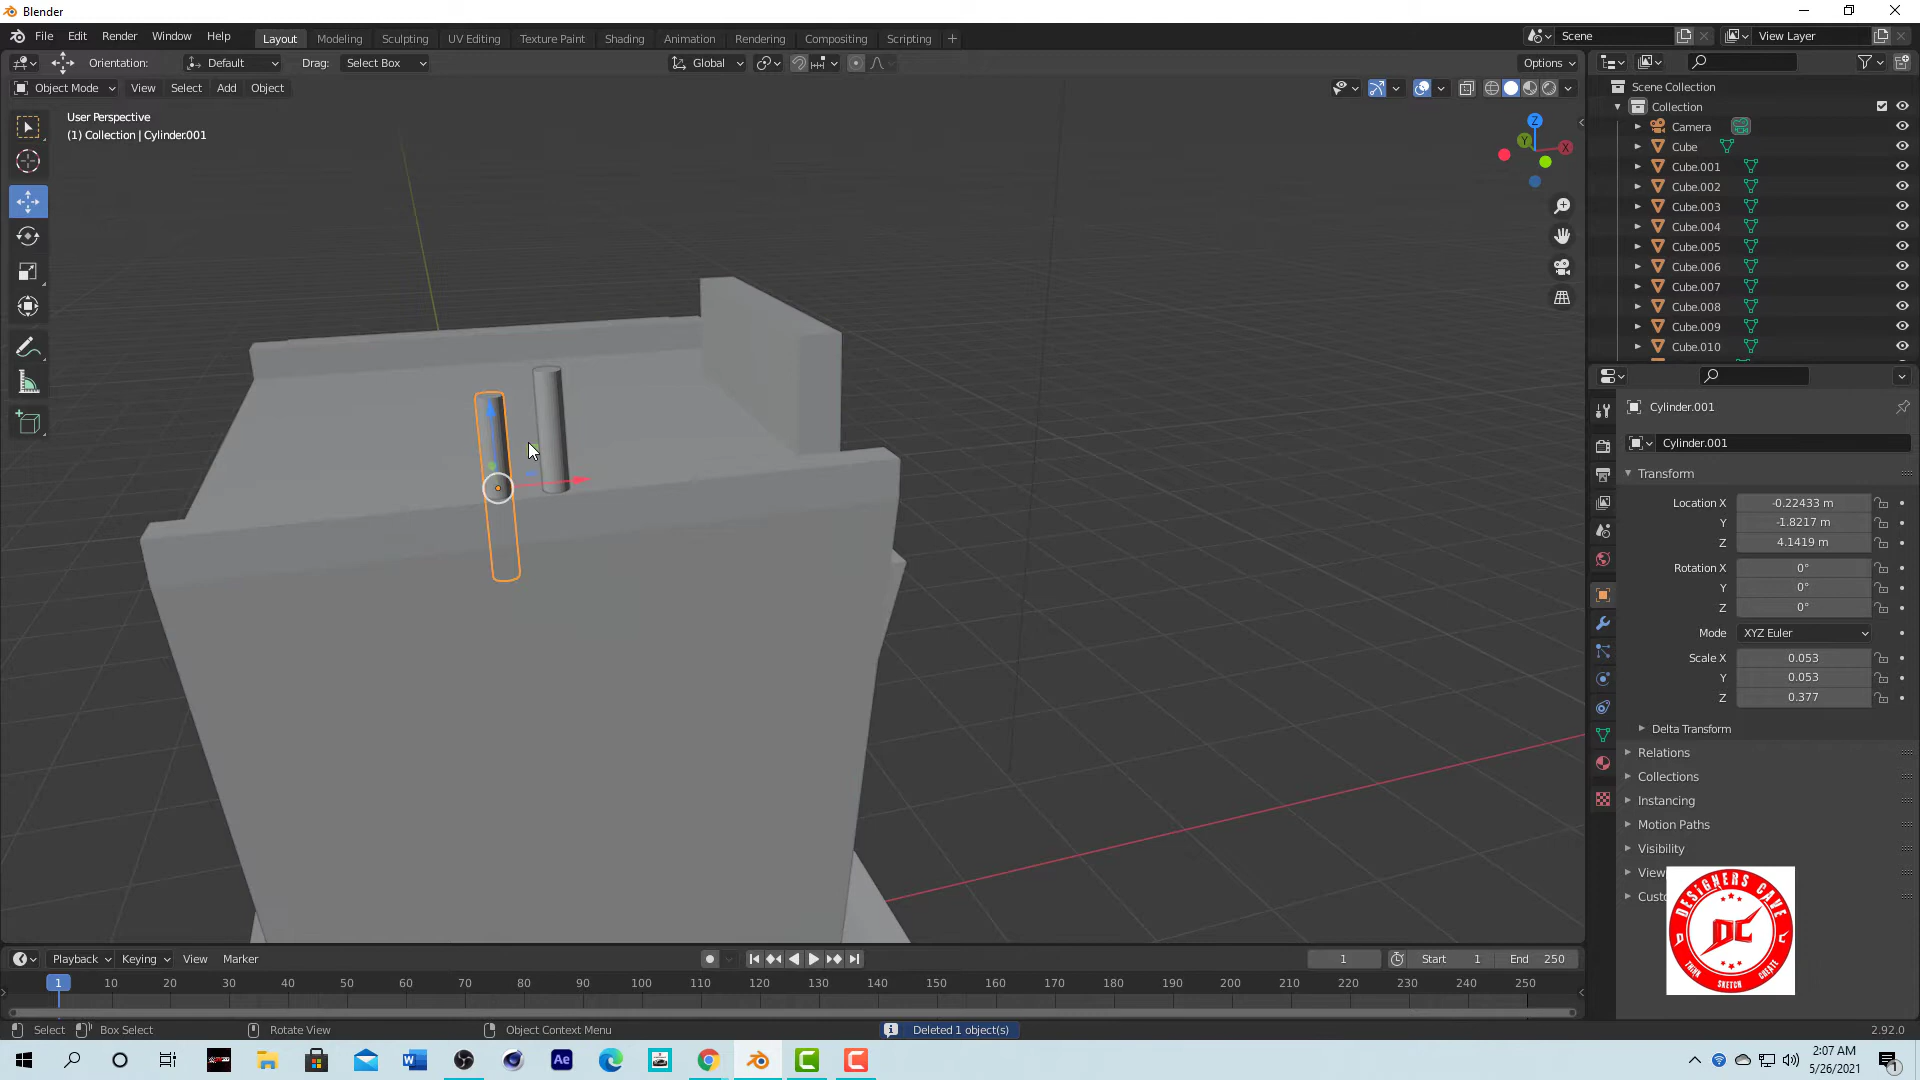 Blender
File Edit Render Window Help
Layout Modeling Sculpting UV Editing Texture Paint Shading Animation Rendering Compositing Scripting
Scene View Layer
Orientation: Default Drag: Select Box Global Options
Object Mode View Select Add Object
User Perspective
(1) Collection | Cylinder.001
Z
Y
X
Scene Collection
Collection
Camera
Cube
Cube.001
Cube.002
Cube.003
Cube.004
Cube.005
Cube.006
Cube.007
Cube.008
Cube.009
Cube.010
Cylinder.001
Cylinder.001
Transform
Location X -0.22433 m
Y -1.8217 m
Z 4.1419 m
Rotation X 0°
Y 0°
Z 0°
Mode XYZ Euler
Scale X 0.053
Y 0.053
Z 0.377
Delta Transform
Relations
Collections
Instancing
Motion Paths
Visibility
View
Custo
DESIGNERS CAVE
DC
THINK SKETCH CREATE
Playback Keying View Marker 1 Start 1 End 250
1 10 20 30 40 50 60 70 80 90 100 110 120 130 140 150 160 170 180 190 200 210 220 230 240 250
Select Box Select Rotate View Object Context Menu Deleted 1 object(s) 2.92.0
2:07 AM
5/26/2021